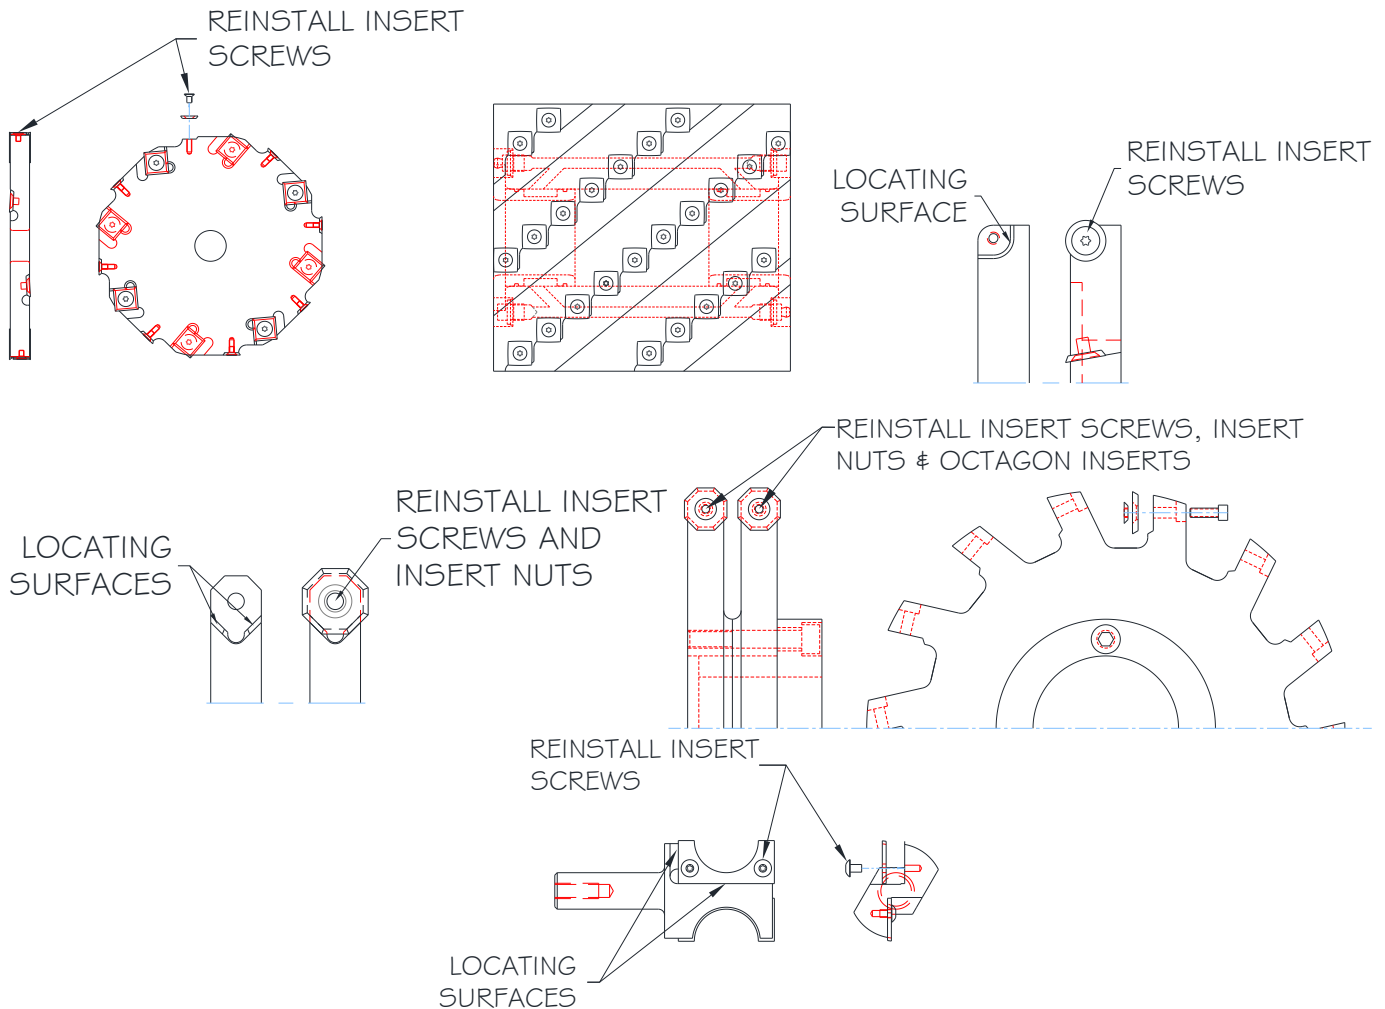 REINSTALL INSERT
SCREWS
LOCATING
SURFACE
REINSTALL INSERT
SCREWS
REINSTALL INSERT SCREWS, INSERT
NUTS & OCTAGON INSERTS
LOCATING
SURFACES
REINSTALL INSERT
SCREWS AND
INSERT NUTS
REINSTALL INSERT
SCREWS
LOCATING
SURFACES